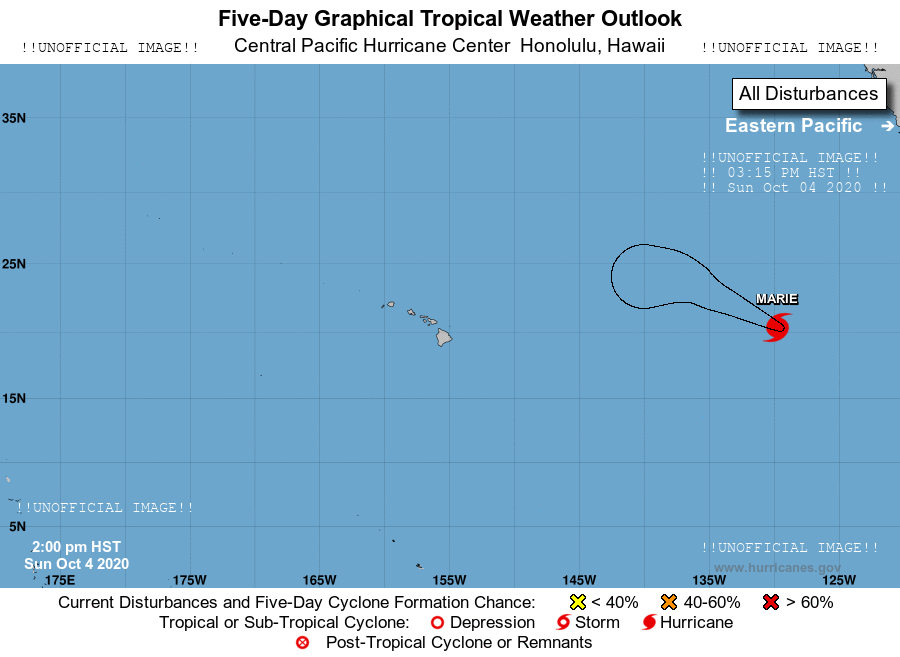 Five-Day Graphical Tropical Weather Outlook
!!UNOFFICIAL IMAGE!! Central Pacific Hurricane Center Honolulu, Hawaii !!UNOFFICIAL IMAGE!!
All Disturbances
35N
Eastern Pacific →
!!UNOFFICIAL IMAGE!!
!! 03:15 PM HST !!
!! Sun Oct 04 2020 !!
25N
MARIE
15N
!!UNOFFICIAL IMAGE!!
5N
2:00 pm HST
Sun Oct 4 2020
!!UNOFFICIAL IMAGE!!
www.hurricanes.gov
175E 175W 165W 155W 145W 135W 125W
Current Disturbances and Five-Day Cyclone Formation Chance: < 40% 40-60% > 60%
Tropical or Sub-Tropical Cyclone: Depression Storm Hurricane
Post-Tropical Cyclone or Remnants